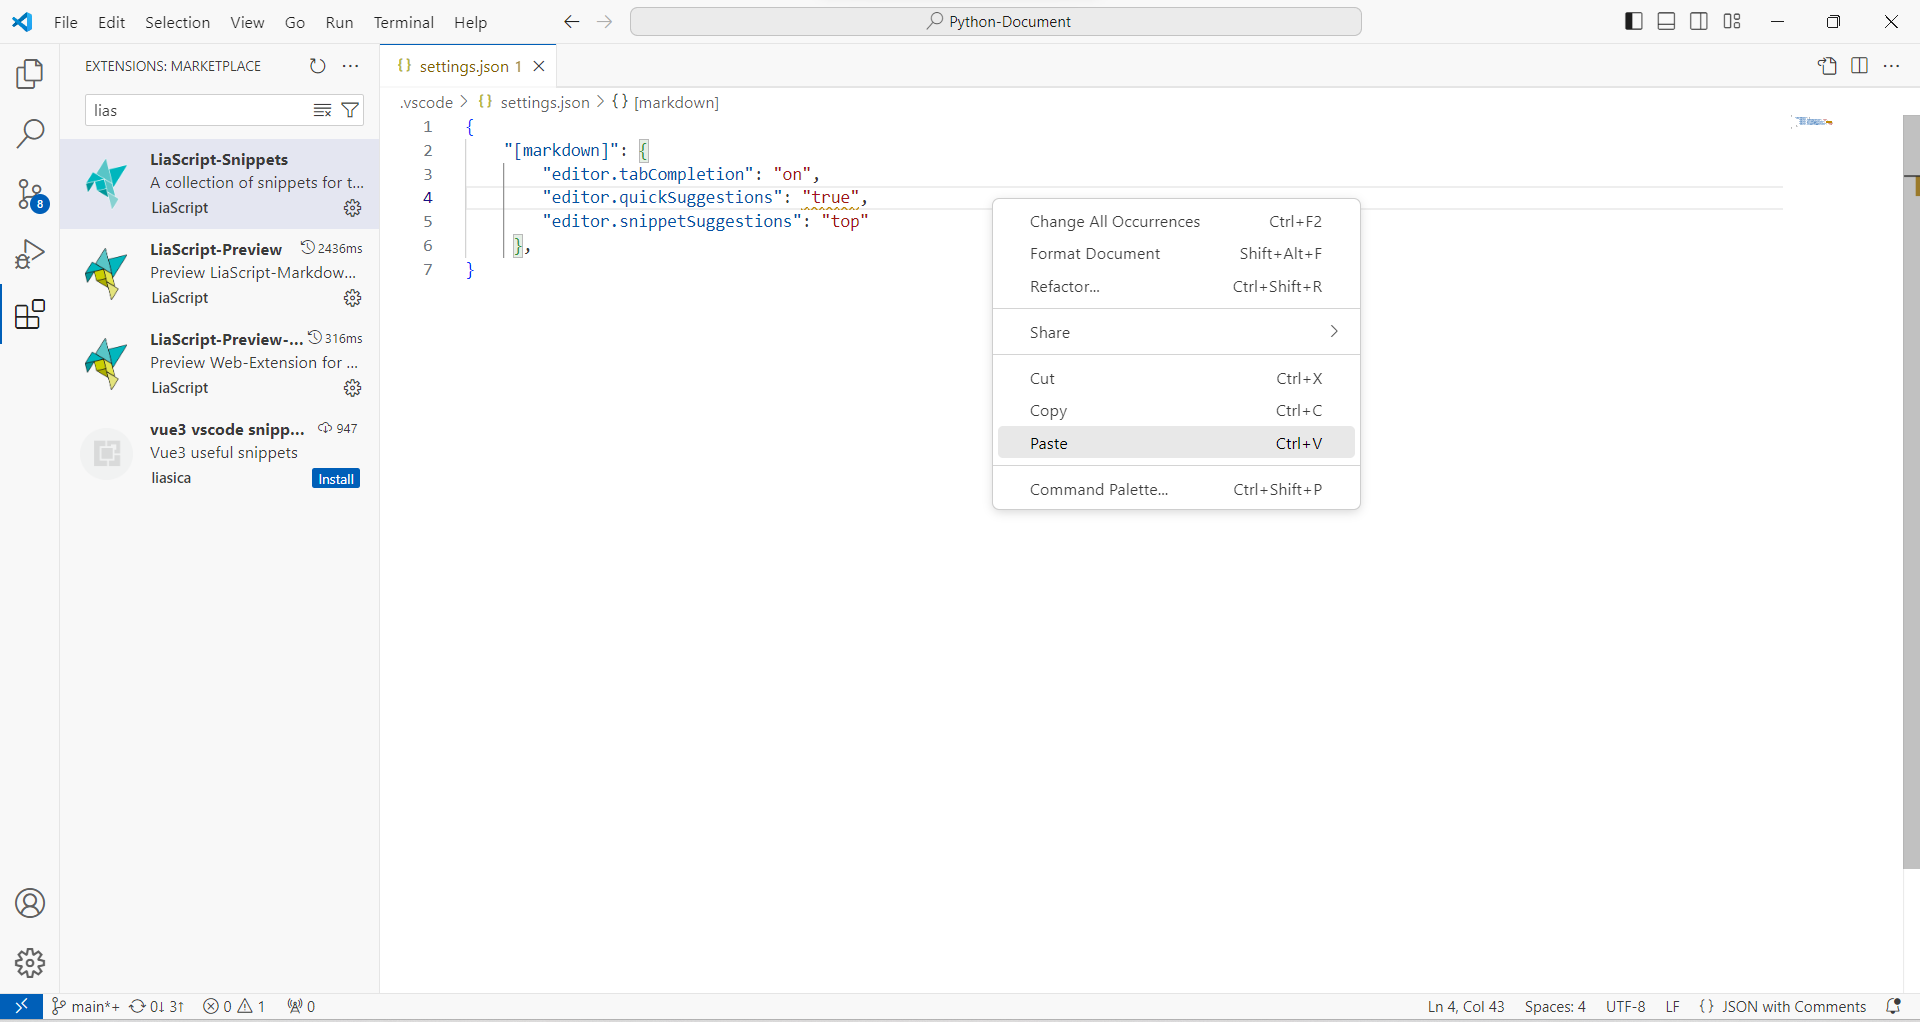 File Edit Selection View Go Run Terminal Help
Python-Document
EXTENSIONS: MARKETPLACE
lias
LiaScript-Snippets
A collection of snippets for t...
LiaScript
LiaScript-Preview 2436ms
Preview LiaScript-Markdow...
LiaScript
LiaScript-Preview-... 316ms
Preview Web-Extension for ...
LiaScript
vue3 vscode snipp... 947
Vue3 useful snippets
liasica Install
8
{} settings.json 1
.vscode > {} settings.json > {} [markdown]
1 {
2 "[markdown]": {
3 "editor.tabCompletion": "on",
4 "editor.quickSuggestions": "true",
5 "editor.snippetSuggestions": "top"
6 },
7 }
Change All Occurrences Ctrl+F2
Format Document Shift+Alt+F
Refactor... Ctrl+Shift+R
Share
Cut Ctrl+X
Copy Ctrl+C
Paste Ctrl+V
Command Palette... Ctrl+Shift+P
main*+ 0↓ 3↑ 0 1 0
Ln 4, Col 43 Spaces: 4 UTF-8 LF {} JSON with Comments